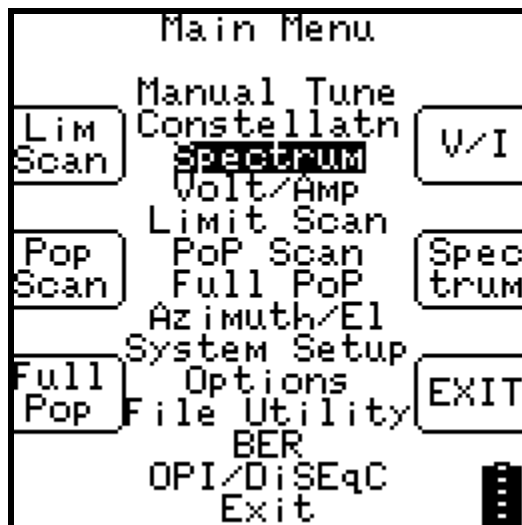 Main Menu
Manual Tune
Constellatn
Spectrum
Volt/Amp
Limit Scan
PoP Scan
Full PoP
Azimuth/El
System Setup
Options
File Utility
BER
OPI/DiSEqC
Exit
Lim
Scan
Pop
Scan
Full
Pop
V/I
Spec
trum
EXIT